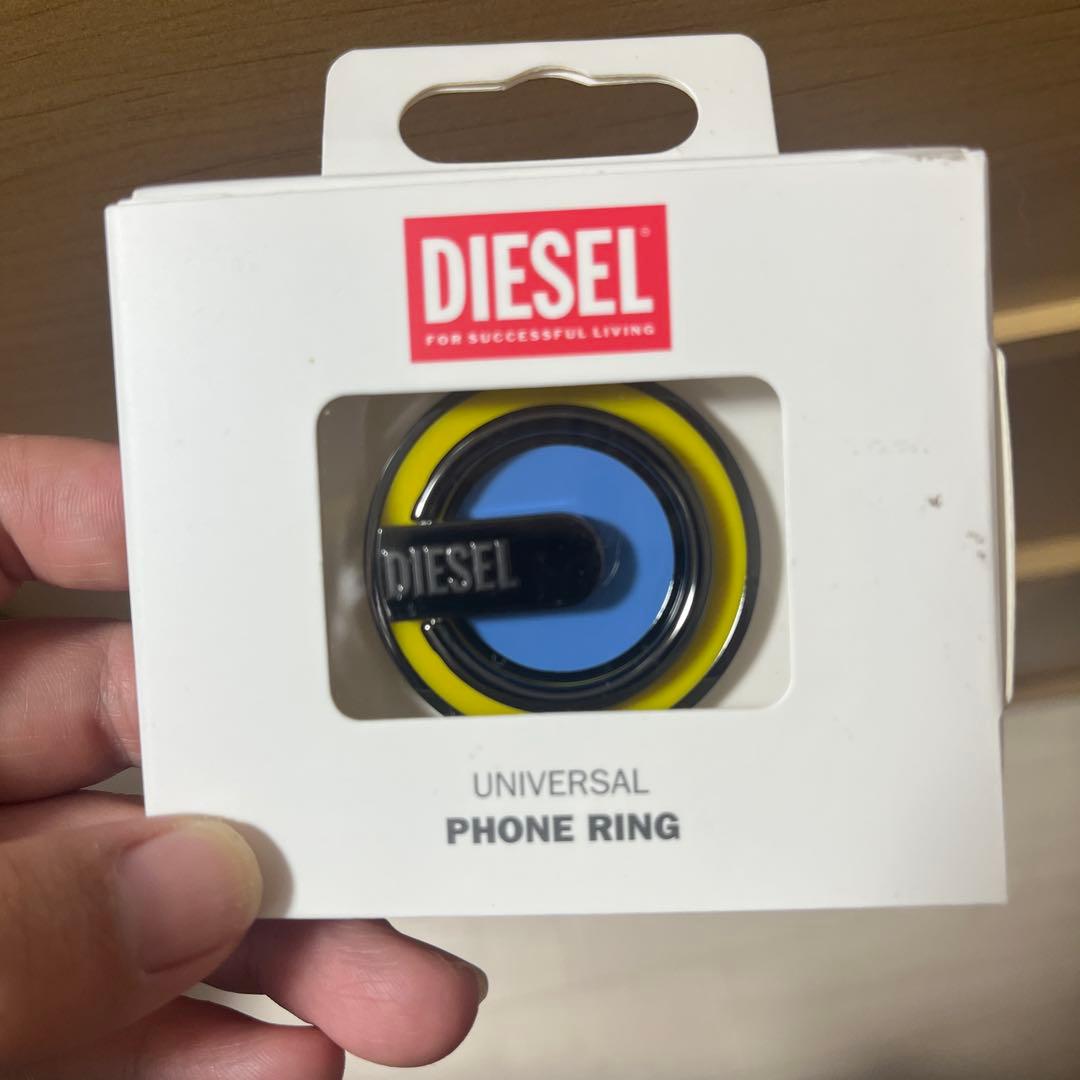 DIESEL
FOR SUCCESSFUL LIVING
DIESEL
UNIVERSAL
PHONE RING